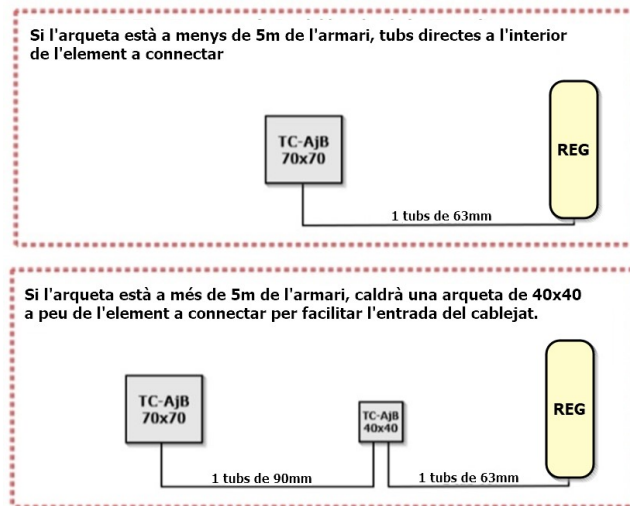 Si l'arqueta està a menys de 5m de l'armari, tubs directes a l'interior
de l'element a connectar
TC-AjB
70x70
REG
1 tubs de 63mm
Si l'arqueta està a més de 5m de l'armari, caldrà una arqueta de 40x40
a peu de l'element a connectar per facilitar l'entrada del cablejat.
TC-AjB
70x70
TC-AjB
40x40
REG
1 tubs de 90mm
1 tubs de 63mm